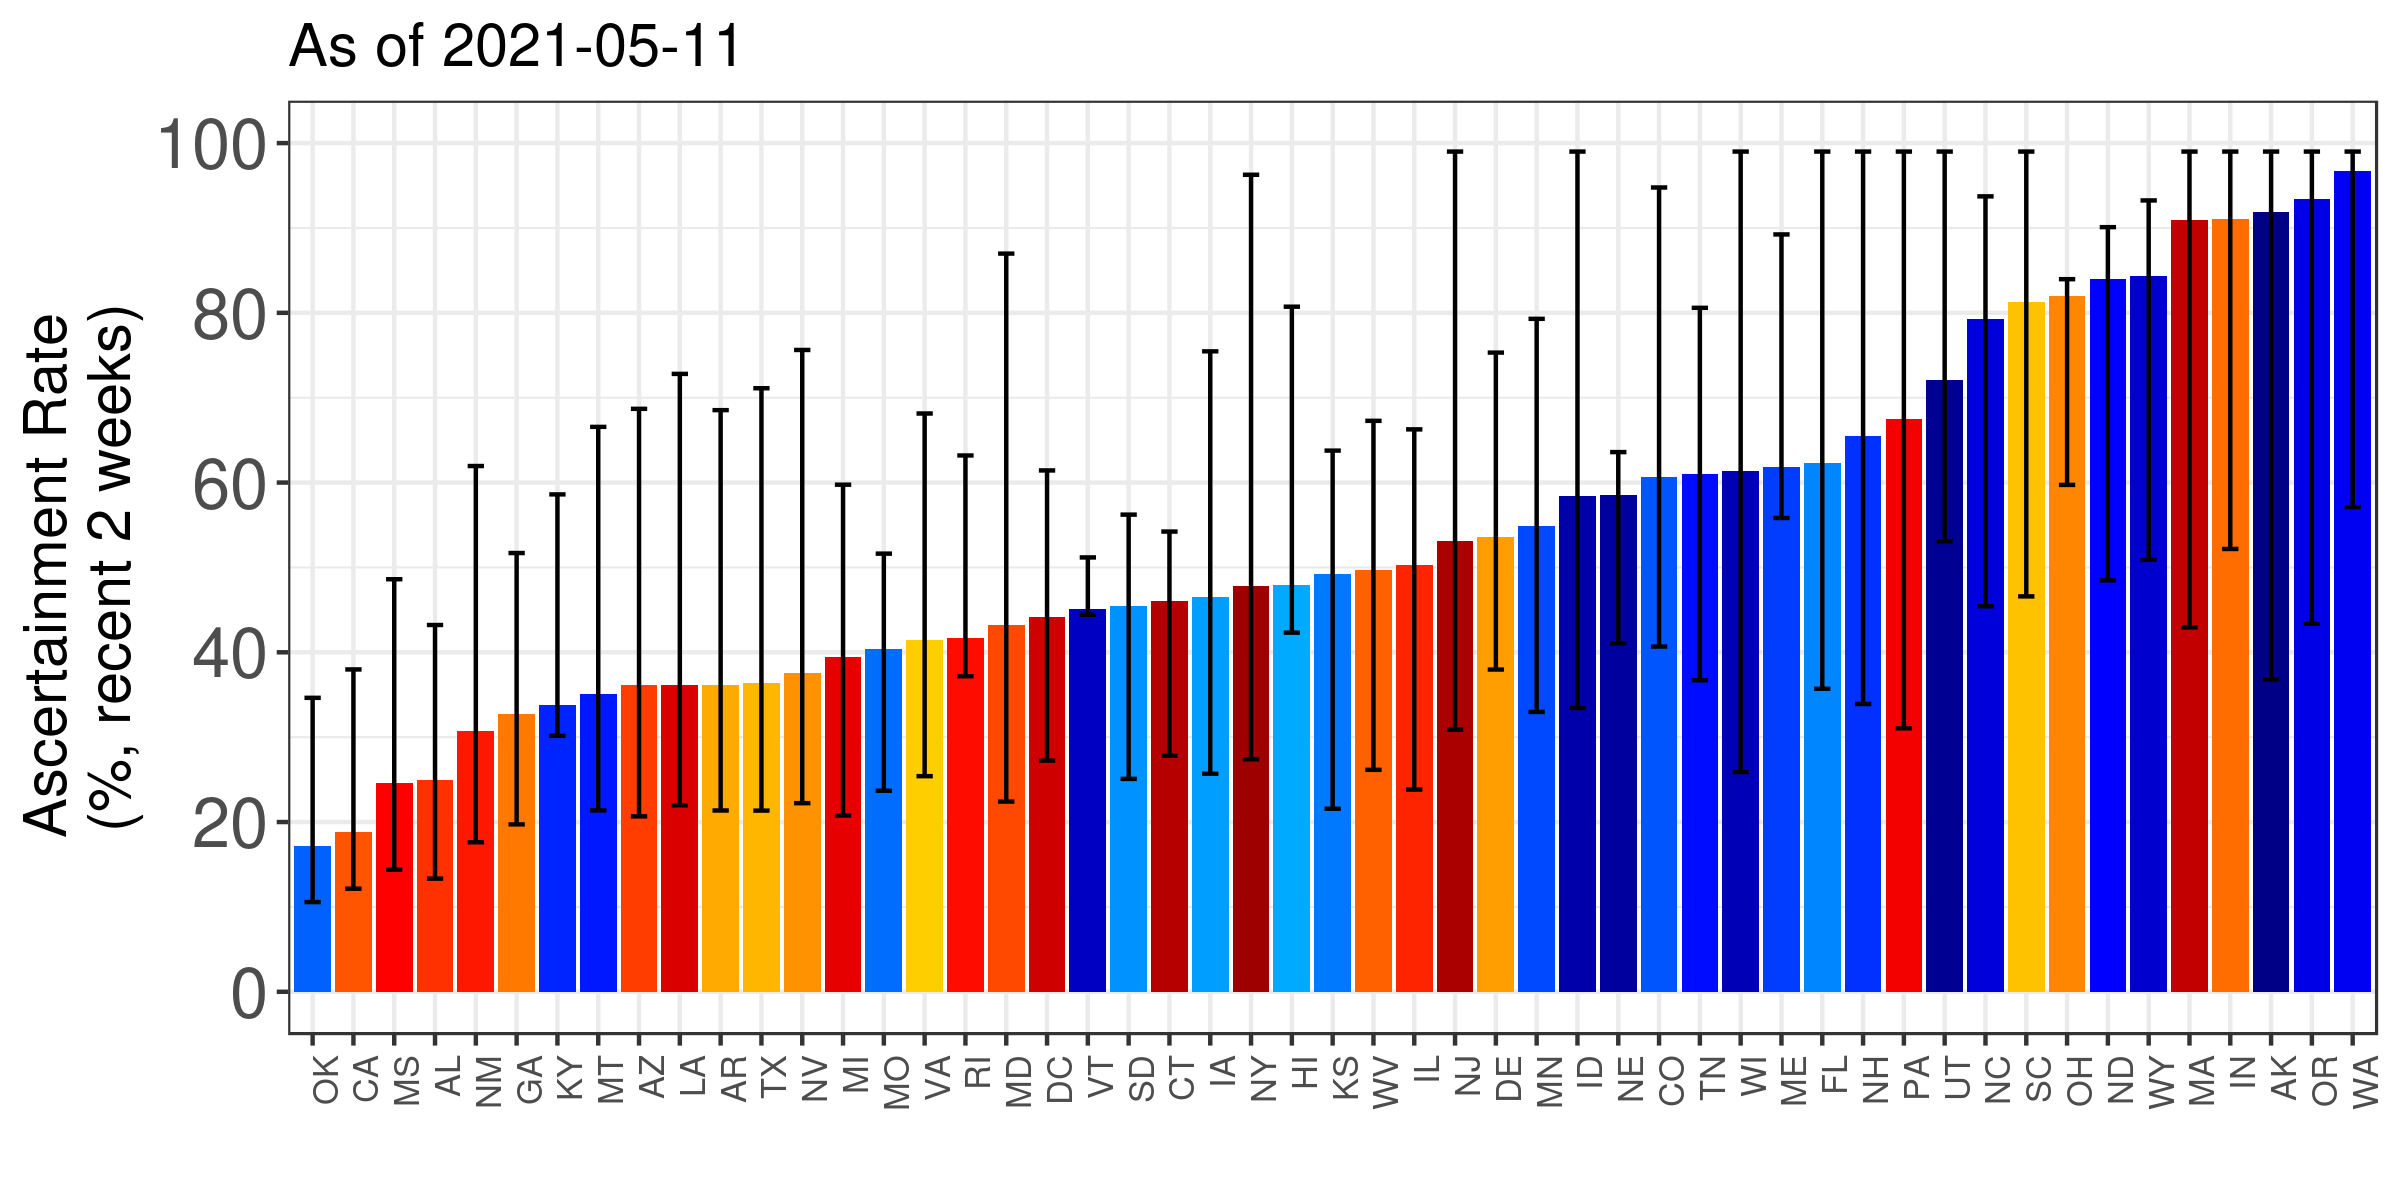 As of 2021-05-11
Ascertainment Rate
(%, recent 2 weeks)
100
80
60
40
20
0
OK CA MS AL NM GA KY MT AZ LA AR TX NV MI MO VA RI MD DC VT SD CT IA NY HI KS WV IL NJ DE MN ID NE CO TN WI ME FL NH PA UT NC SC OH ND WY MA IN AK OR WA